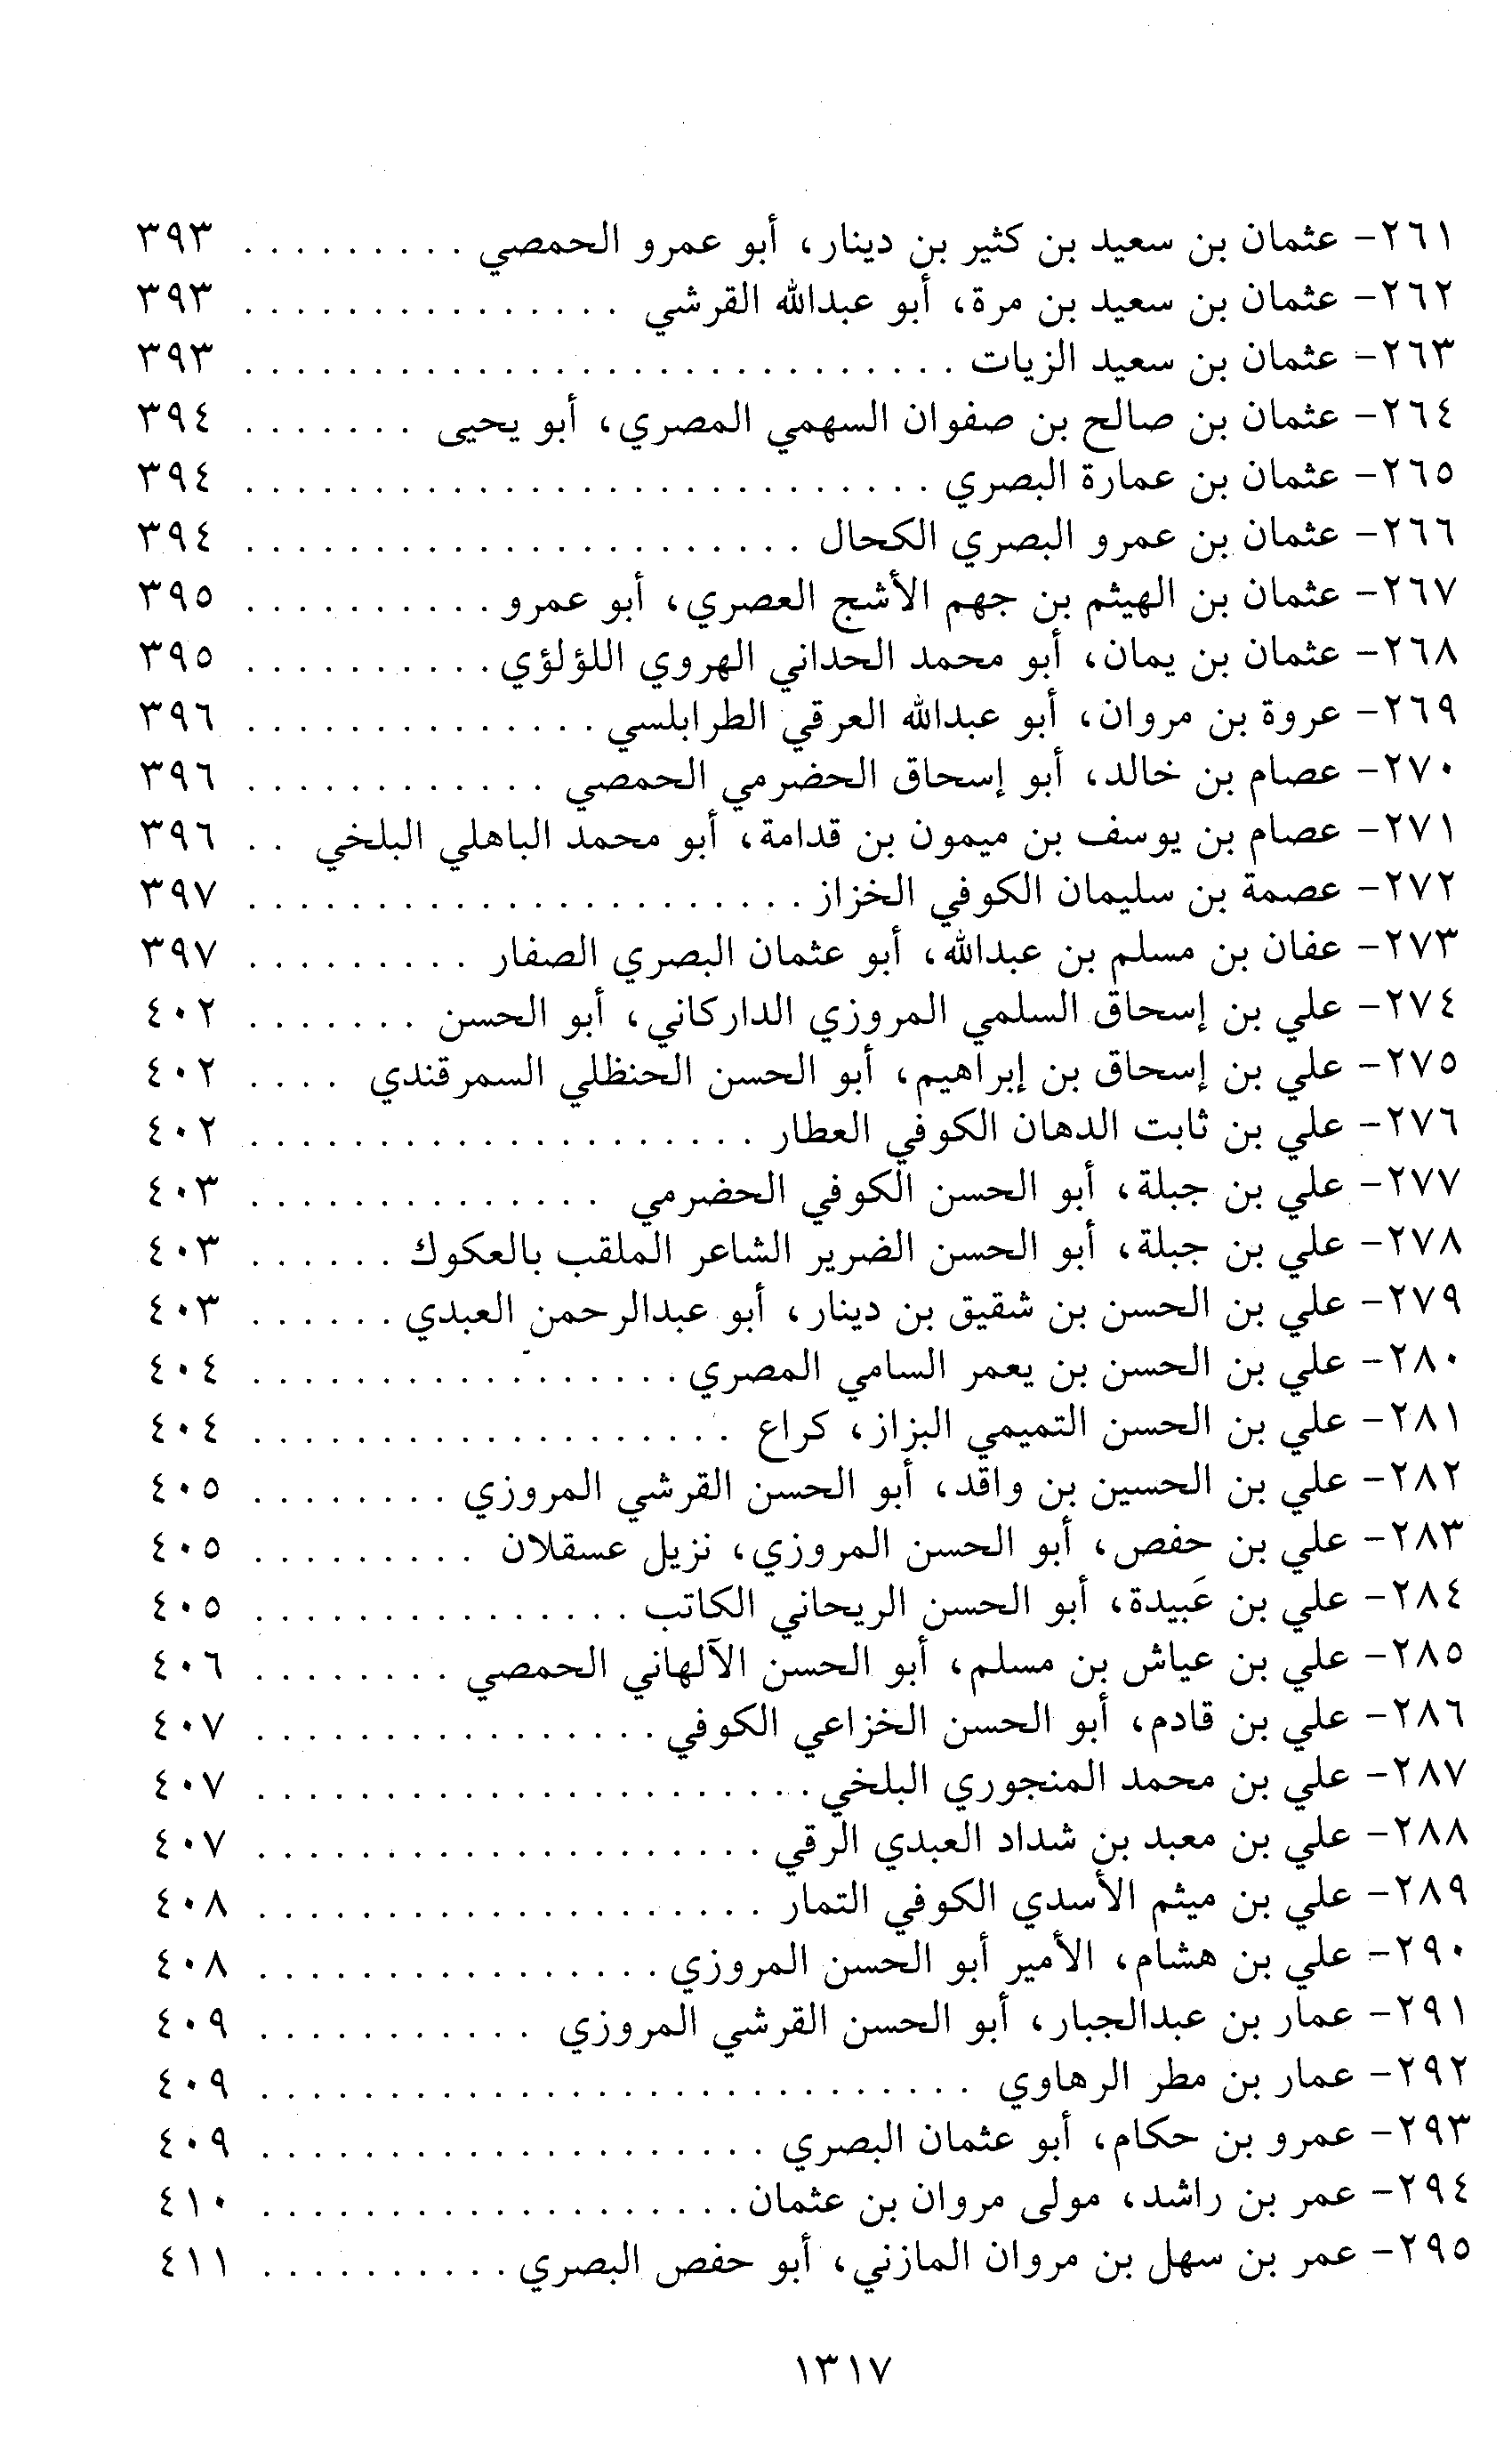 ٢٦١- عثمان بن سعيد بن كثير بن دينار، أبو عمرو الحمصي . . . . . . . . . ٣٩٣
٢٦٢- عثمان بن سعيد بن مرة، أبو عبدالله القرشي . . . . . . . . . . . . . . . ٣٩٣
٢٦٣- عثمان بن سعيد الزيات . . . . . . . . . . . . . . . . . . . . . . . . . . . . ٣٩٣
٢٦٤- عثمان بن صالح بن صفوان السهمي المصري، أبو يحيى . . . . . . . ٣٩٤
٢٦٥- عثمان بن عمارة البصري . . . . . . . . . . . . . . . . . . . . . . . . . . . ٣٩٤
٢٦٦- عثمان بن عمرو البصري الكحال . . . . . . . . . . . . . . . . . . . . . . ٣٩٤
٢٦٧- عثمان بن الهيثم بن جهم الأشج العصري، أبو عمرو . . . . . . . . . . ٣٩٥
٢٦٨- عثمان بن يمان، أبو محمد الحداني الهروي اللؤلؤي . . . . . . . . . . ٣٩٥
٢٦٩- عروة بن مروان، أبو عبدالله العرقي الطرابلسي . . . . . . . . . . . . . . ٣٩٦
٢٧٠- عصام بن خالد، أبو إسحاق الحضرمي الحمصي . . . . . . . . . . . . ٣٩٦
٢٧١- عصام بن يوسف بن ميمون بن قدامة، أبو محمد الباهلي البلخي . . ٣٩٦
٢٧٢- عصمة بن سليمان الكوفي الخزاز . . . . . . . . . . . . . . . . . . . . . . ٣٩٧
٢٧٣- عفان بن مسلم بن عبدالله، أبو عثمان البصري الصفار . . . . . . . . . ٣٩٧
٢٧٤- علي بن إسحاق السلمي المروزي الداركاني، أبو الحسن . . . . . . . ٤٠٢
٢٧٥- علي بن إسحاق بن إبراهيم، أبو الحسن الحنظلي السمرقندي . . . . ٤٠٢
٢٧٦- علي بن ثابت الدهان الكوفي العطار . . . . . . . . . . . . . . . . . . . . ٤٠٢
٢٧٧- علي بن جبلة، أبو الحسن الكوفي الحضرمي . . . . . . . . . . . . . . ٤٠٣
٢٧٨- علي بن جبلة، أبو الحسن الضرير الشاعر الملقب بالعكوك . . . . . . ٤٠٣
٢٧٩- علي بن الحسن بن شقيق بن دينار، أبو عبدالرحمن العبدي . . . . . . ٤٠٣
٢٨٠- علي بن الحسن بن يعمر السامي المصري . . . . . . . . . . . . . . . . . ٤٠٤
٢٨١- علي بن الحسن التميمي البزاز، كراع . . . . . . . . . . . . . . . . . . . ٤٠٤
٢٨٢- علي بن الحسين بن واقد، أبو الحسن القرشي المروزي . . . . . . . . ٤٠٥
٢٨٣- علي بن حفص، أبو الحسن المروزي، نزيل عسقلان . . . . . . . . . ٤٠٥
٢٨٤- علي بن عَبيدة، أبو الحسن الريحاني الكاتب . . . . . . . . . . . . . . . ٤٠٥
٢٨٥- علي بن عياش بن مسلم، أبو الحسن الآلهاني الحمصي . . . . . . . . ٤٠٦
٢٨٦- علي بن قادم، أبو الحسن الخزاعي الكوفي . . . . . . . . . . . . . . . . ٤٠٧
٢٨٧- علي بن محمد المنجوري البلخي . . . . . . . . . . . . . . . . . . . . . . ٤٠٧
٢٨٨- علي بن معبد بن شداد العبدي الرقي . . . . . . . . . . . . . . . . . . . . ٤٠٧
٢٨٩- علي بن ميثم الأسدي الكوفي التمار . . . . . . . . . . . . . . . . . . . . ٤٠٨
٢٩٠- علي بن هشام، الأمير أبو الحسن المروزي . . . . . . . . . . . . . . . . ٤٠٨
٢٩١- عمار بن عبدالجبار، أبو الحسن القرشي المروزي . . . . . . . . . . . ٤٠٩
٢٩٢- عمار بن مطر الرهاوي . . . . . . . . . . . . . . . . . . . . . . . . . . . . ٤٠٩
٢٩٣- عمرو بن حكام، أبو عثمان البصري . . . . . . . . . . . . . . . . . . . . ٤٠٩
٢٩٤- عمر بن راشد، مولى مروان بن عثمان . . . . . . . . . . . . . . . . . . . ٤١٠
٢٩٥- عمر بن سهل بن مروان المازني، أبو حفص البصري . . . . . . . . . . ٤١١
١٣١٧